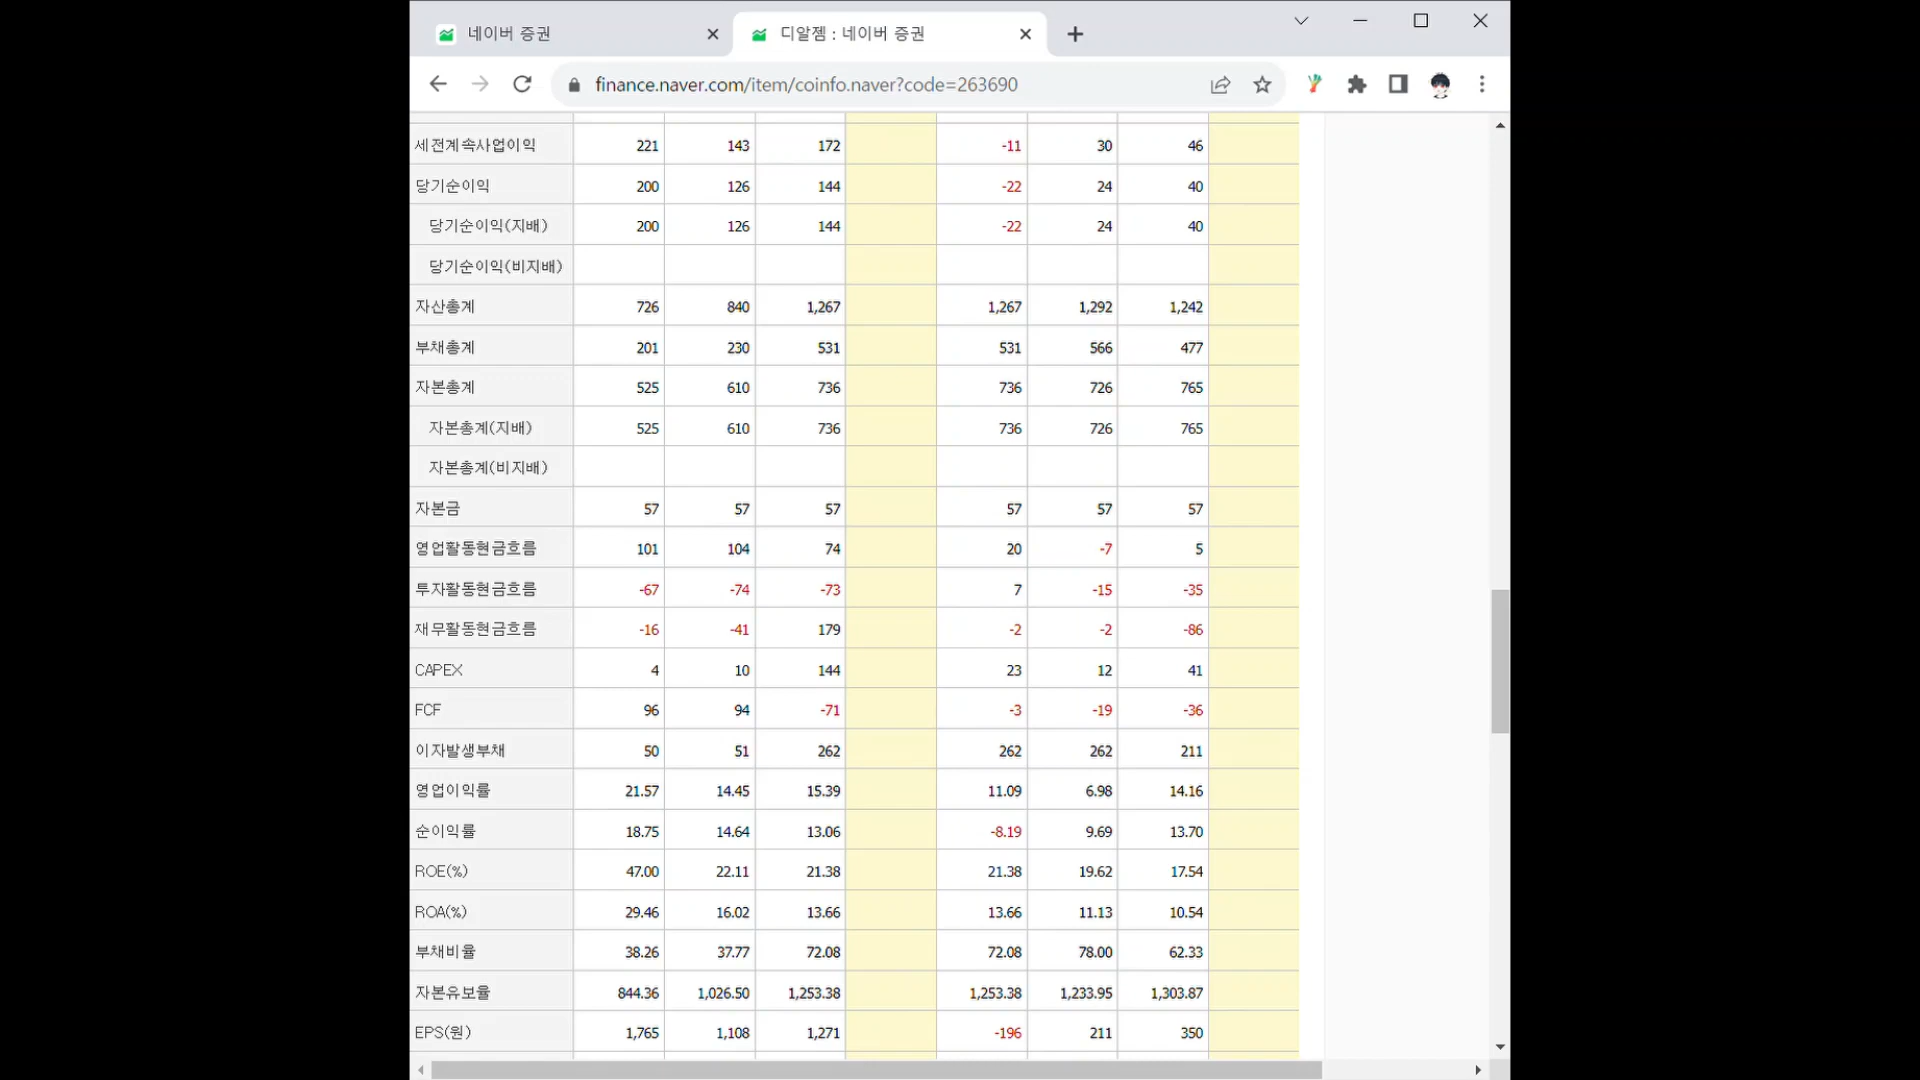 네이버 증권
디알젬 : 네이버 증권
finance.naver.com/item/coinfo.naver?code=263690
세전계속사업이익 221 143 172 -11 30 46
당기순이익 200 126 144 -22 24 40
당기순이익(지배) 200 126 144 -22 24 40
당기순이익(비지배)
자산총계 726 840 1,267 1,267 1,292 1,242
부채총계 201 230 531 531 566 477
자본총계 525 610 736 736 726 765
자본총계(지배) 525 610 736 736 726 765
자본총계(비지배)
자본금 57 57 57 57 57 57
영업활동현금흐름 101 104 74 20 -7 5
투자활동현금흐름 -67 -74 -73 7 -15 -35
재무활동현금흐름 -16 -41 179 -2 -2 -86
CAPEX 4 10 144 23 12 41
FCF 96 94 -71 -3 -19 -36
이자발생부채 50 51 262 262 262 211
영업이익률 21.57 14.45 15.39 11.09 6.98 14.16
순이익률 18.75 14.64 13.06 -8.19 9.69 13.70
ROE(%) 47.00 22.11 21.38 21.38 19.62 17.54
ROA(%) 29.46 16.02 13.66 13.66 11.13 10.54
부채비율 38.26 37.77 72.08 72.08 78.00 62.33
자본유보율 844.36 1,026.50 1,253.38 1,253.38 1,233.95 1,303.87
EPS(원) 1,765 1,108 1,271 -196 211 350